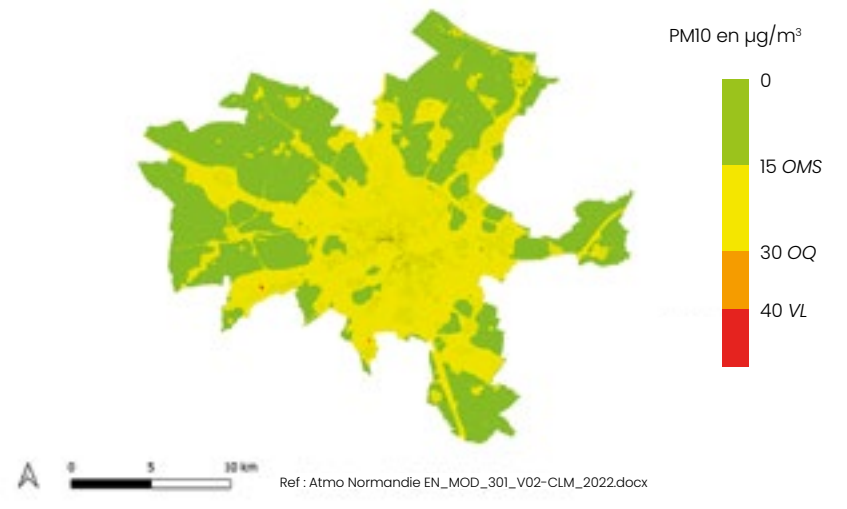 PM10 en µg/m³
0
15 OMS
30 OQ
40 VL
0 5 10 km
Ref : Atmo Normandie EN_MOD_301_V02-CLM_2022.docx